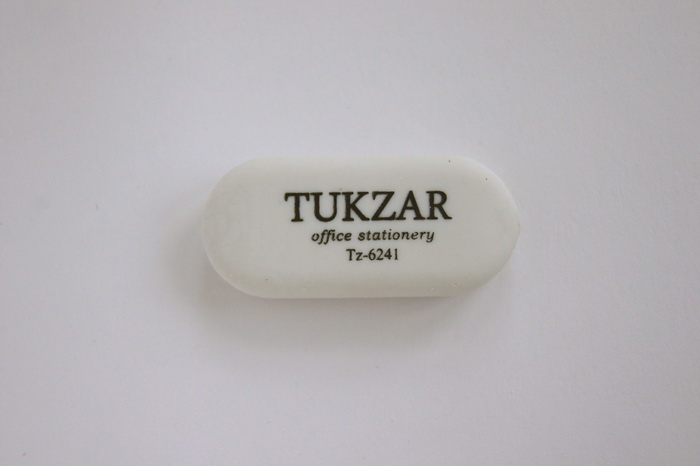 TUKZAR
office stationery
Tz-6241